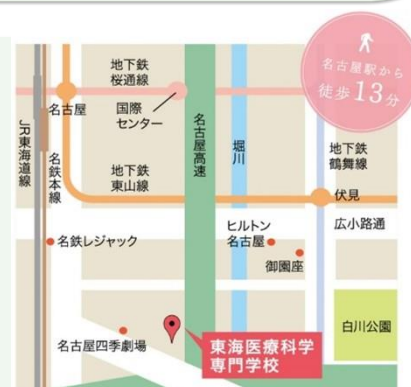 名古屋駅から
徒歩13分
地下鉄
桜通線
名古屋
国際
センター
JR東海道線
名鉄本線
名古屋高速
堀川
地下鉄
鶴舞線
地下鉄
東山線
伏見
広小路通
名鉄レジャック
ヒルトン
名古屋
御園座
白川公園
名古屋四季劇場
東海医療科学
専門学校